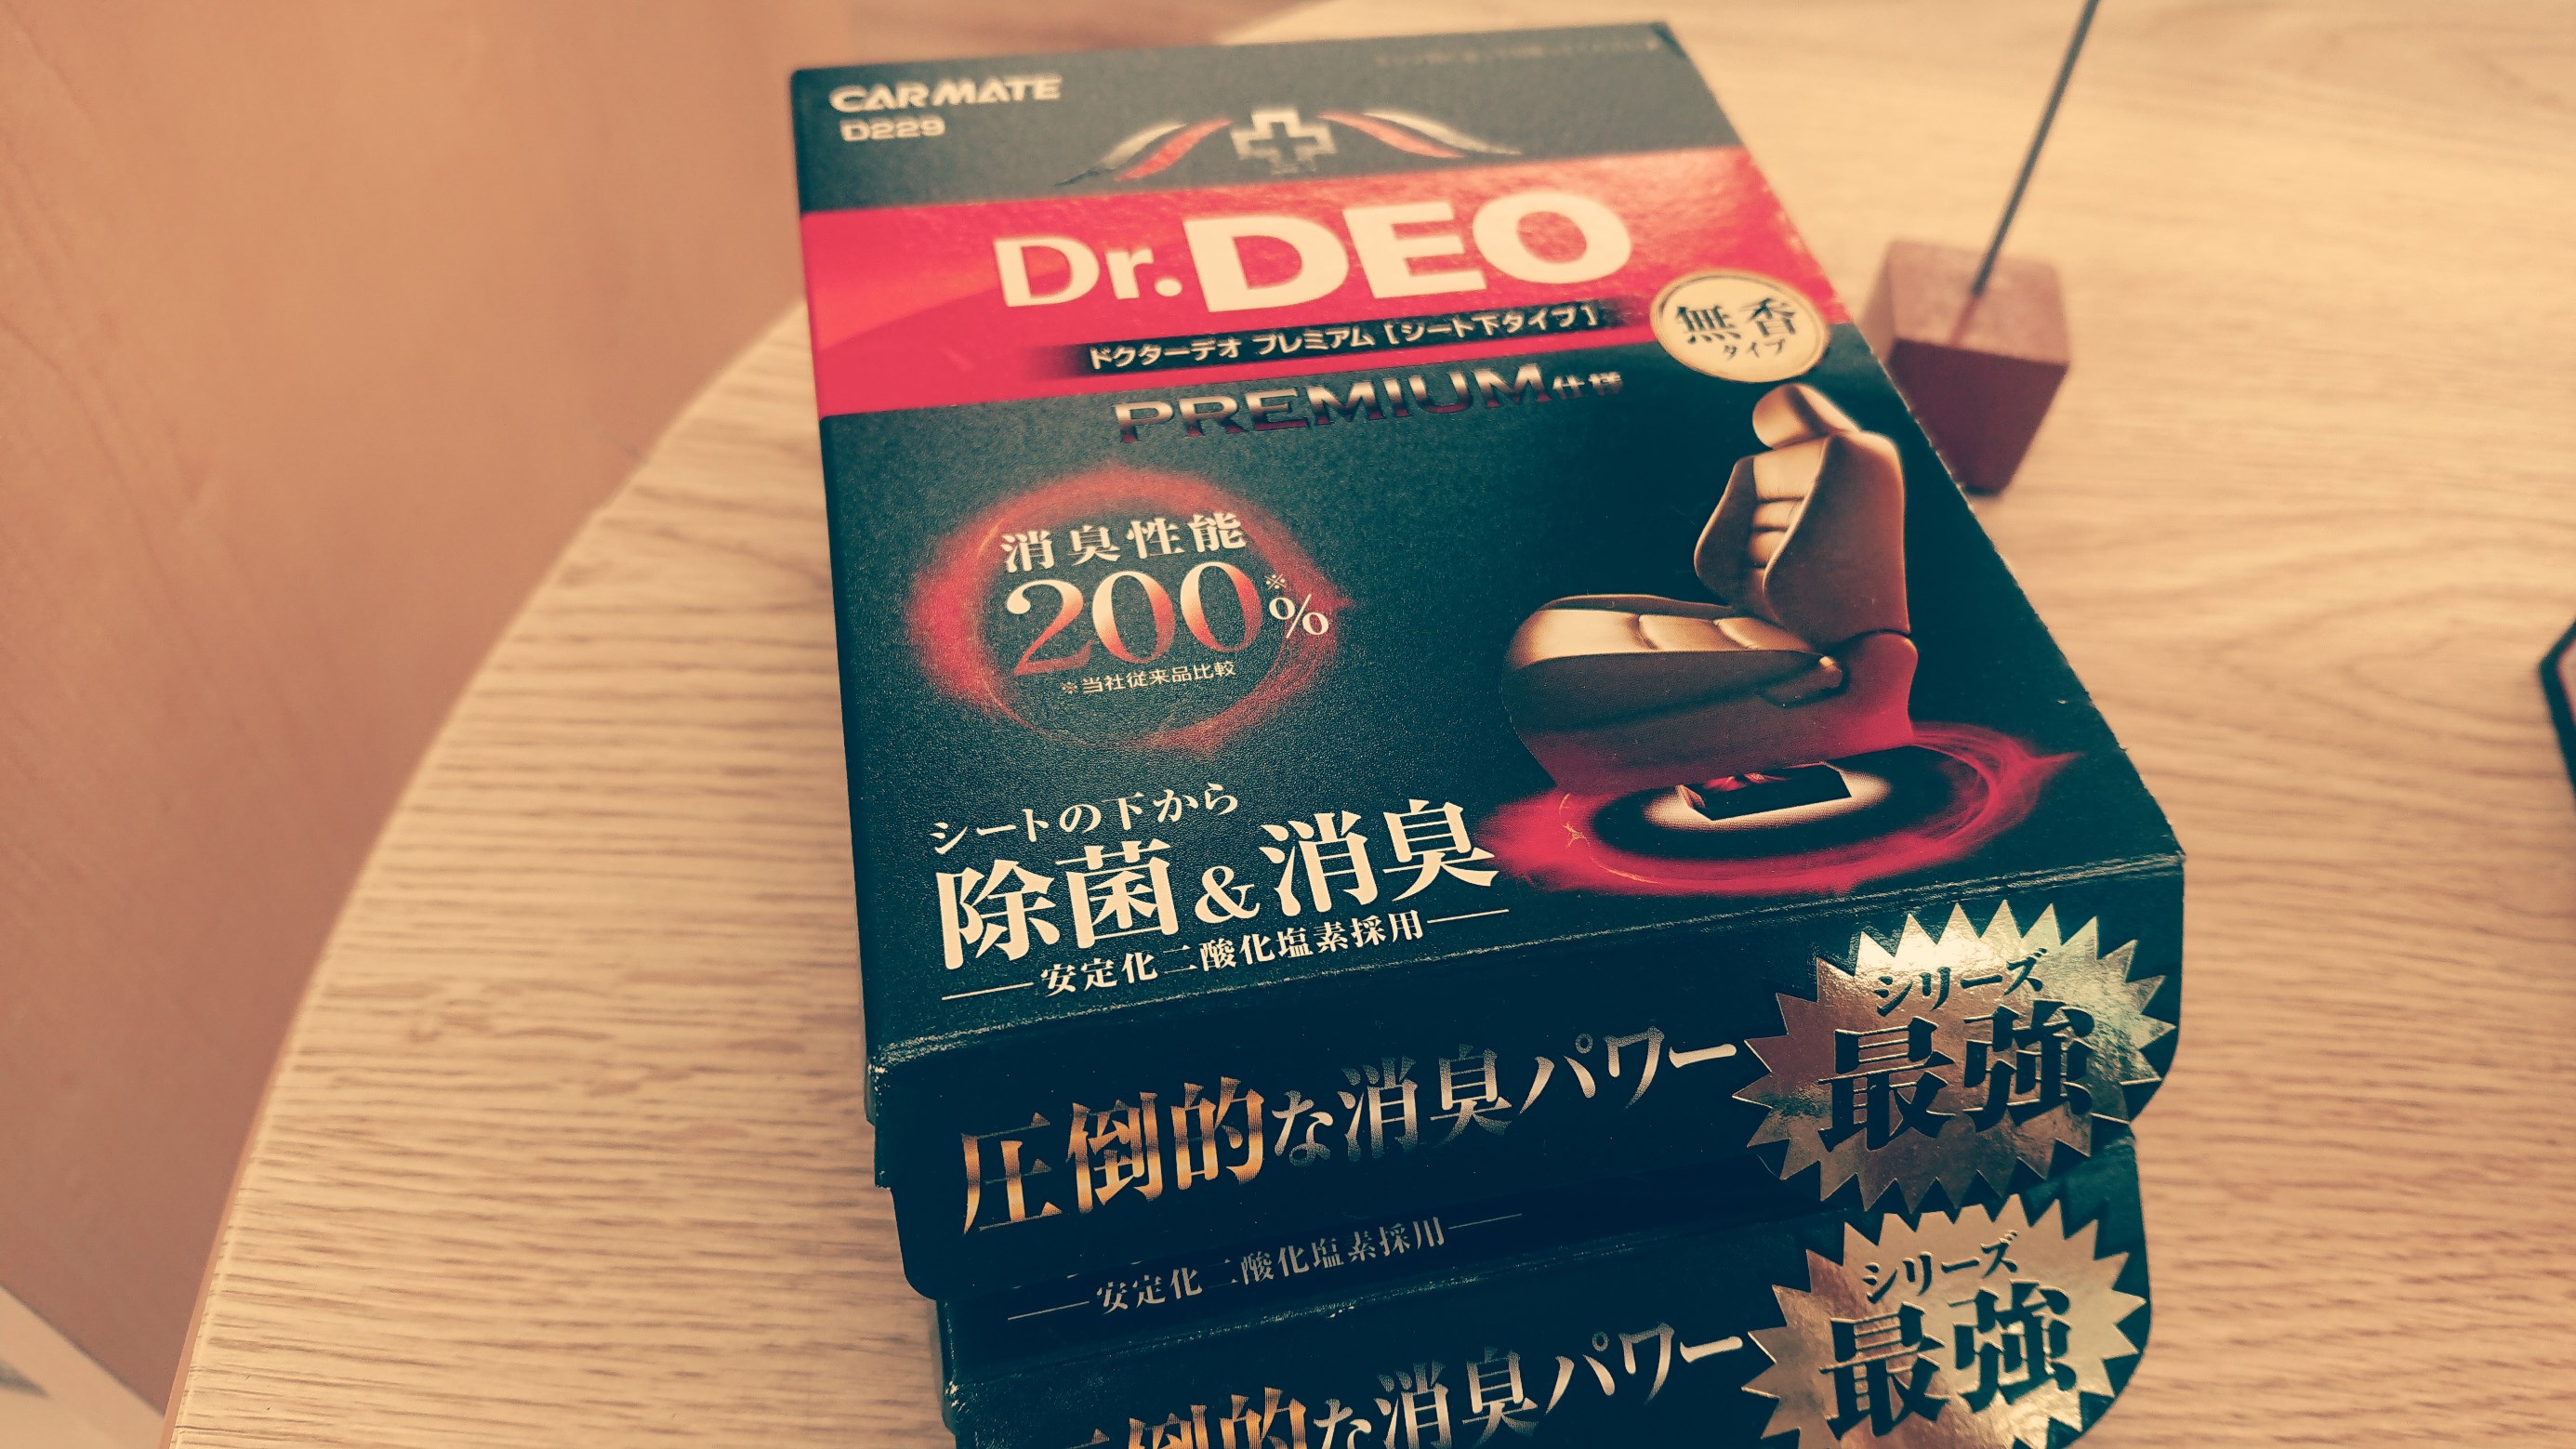 CARMATE
D229
Dr.DEO
ドクターデオ プレミアム [シート下タイプ]
無香
タイプ
PREMIUM仕様
消臭性能
200※%
※当社従来品比較
シートの下から
除菌&消臭
安定化二酸化塩素採用
圧倒的な消臭パワー
シリーズ
最強
安定化二酸化塩素採用
圧倒的な消臭パワー
シリーズ
最強